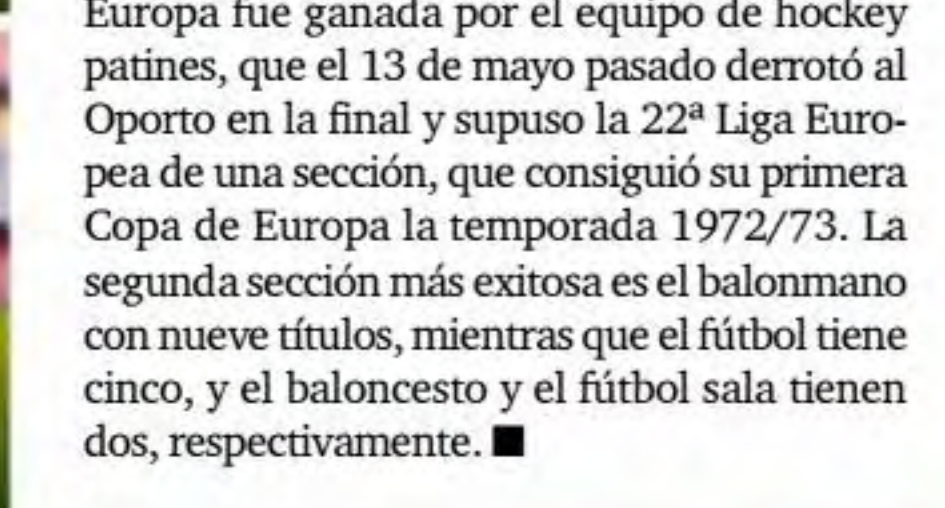 Europa fue ganada por el equipo de hockey
patines, que el 13 de mayo pasado derrotó al
Oporto en la final y supuso la 22ª Liga Euro-
pea de una sección, que consiguió su primera
Copa de Europa la temporada 1972/73. La
segunda sección más exitosa es el balonmano
con nueve títulos, mientras que el fútbol tiene
cinco, y el baloncesto y el fútbol sala tienen
dos, respectivamente. ■